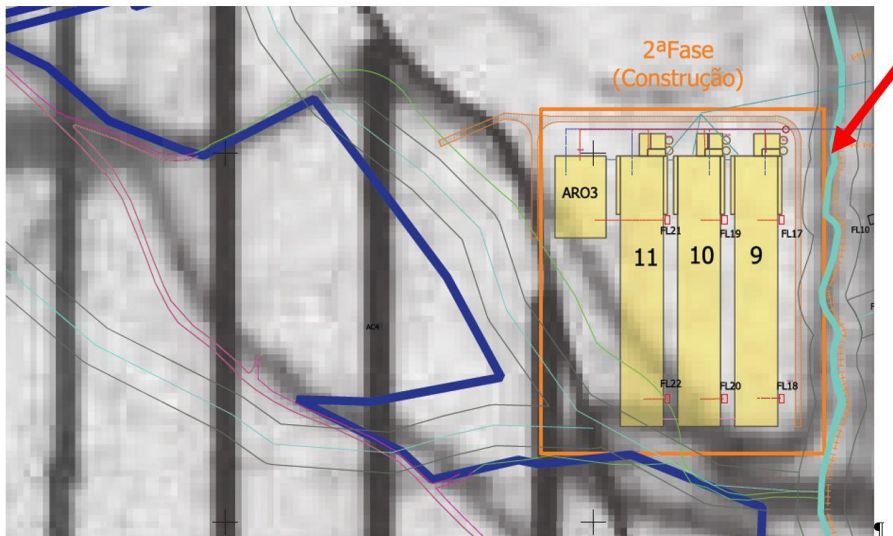 2ªFase
(Construção)
ARO3
11
10
9
FL21
FL19
FL17
FL10
AC4
FL22
FL20
FL18
¶